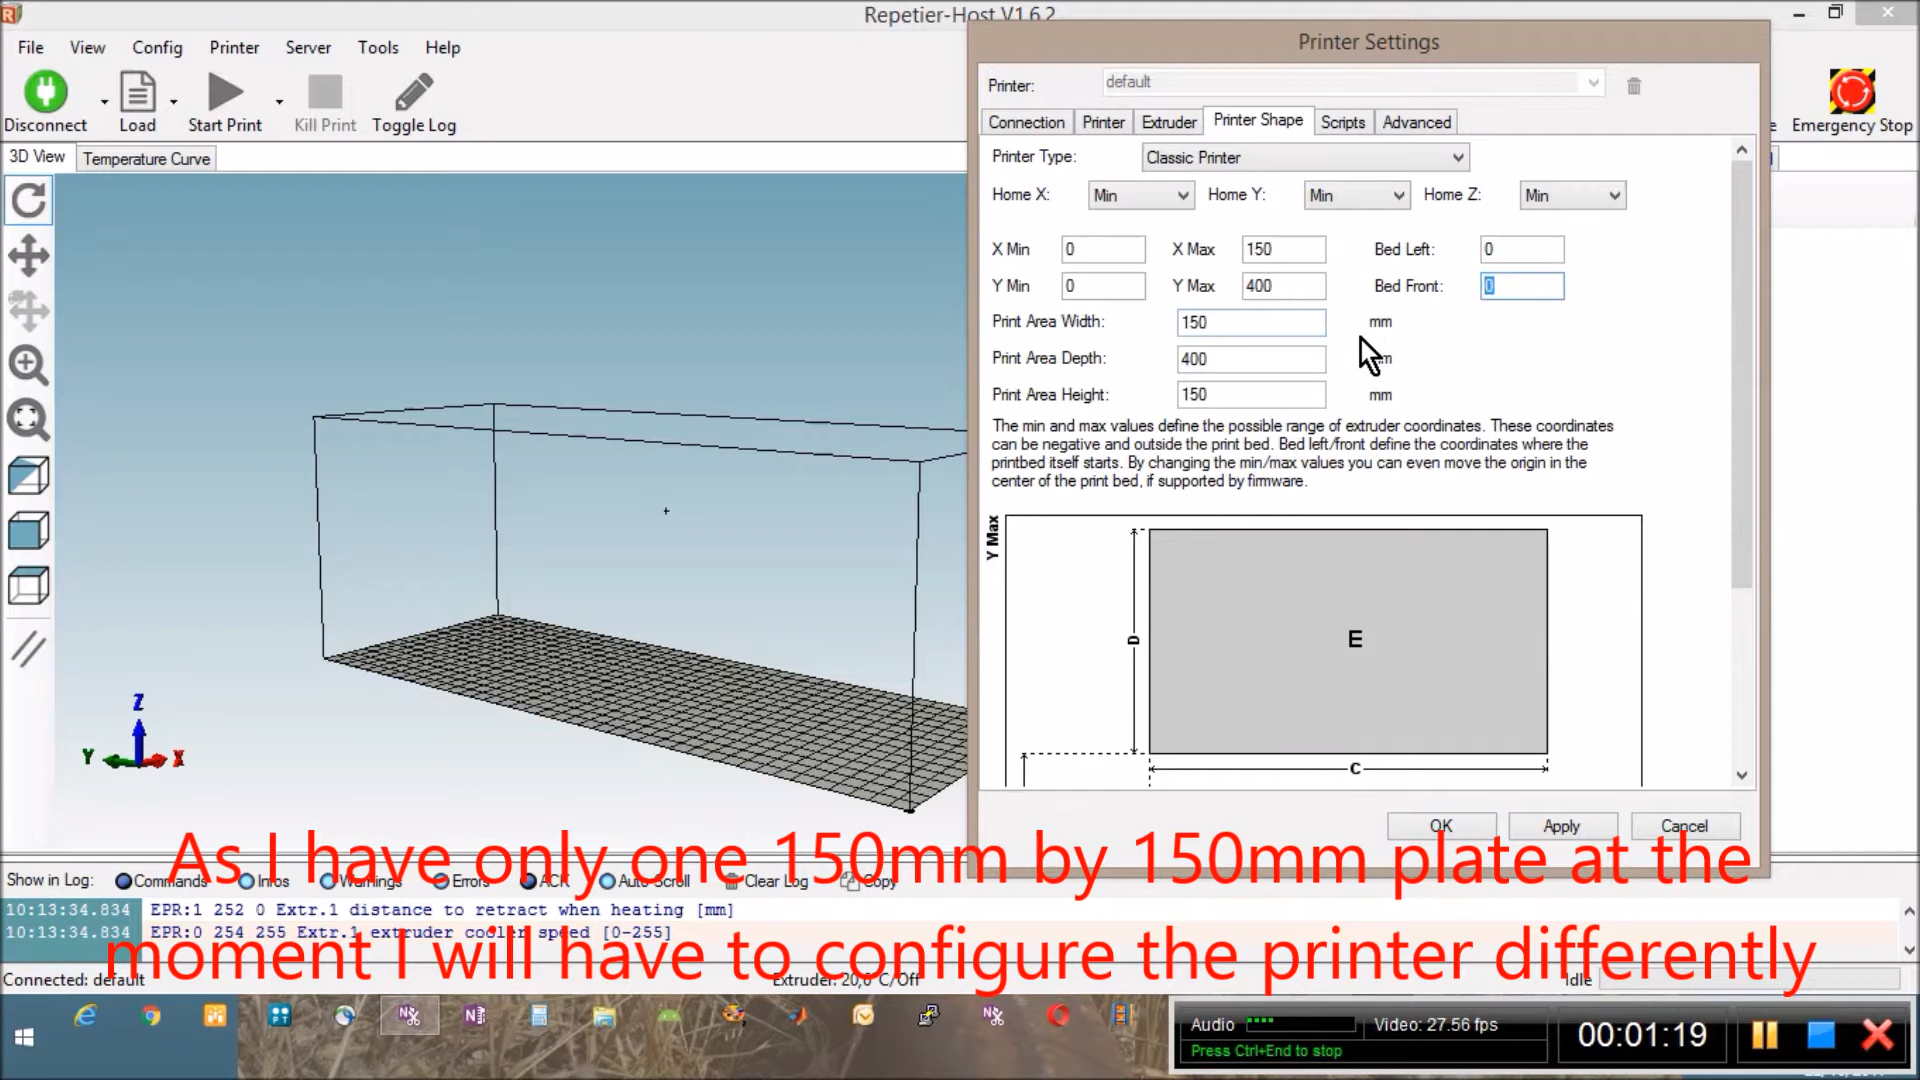 Repetier-Host V1.6.2
File View Config Printer Server Tools Help
Disconnect Load Start Print Kill Print Toggle Log
Emergency Stop
3D View Temperature Curve
Z
Y X
Printer Settings
Printer: default
Connection Printer Extruder Printer Shape Scripts Advanced
Printer Type: Classic Printer
Home X: Min Home Y: Min Home Z: Min
X Min 0 X Max 150 Bed Left: 0
Y Min 0 Y Max 400 Bed Front: 0
Print Area Width: 150 mm
Print Area Depth: 400
Print Area Height: 150 mm
The min and max values define the possible range of extruder coordinates. These coordinates
can be negative and outside the print bed. Bed left/front define the coordinates where the
printbed itself starts. By changing the min/max values you can even move the origin in the
center of the print bed, if supported by firmware.
Y Max
D
E
C
OK Apply Cancel
As I have only one 150mm by 150mm plate at the
moment I will have to configure the printer differently
Show in Log: Commands Infos Warnings Errors ACK Auto Scroll Clear Log Copy
10:13:34.834 EPR:1 252 0 Extr.1 distance to retract when heating [mm]
10:13:34.834 EPR:0 254 255 Extr.1 extruder cooler speed [0-255]
Connected: default Extruder: 20,0°C/Off Idle
Audio Video: 27.56 fps
Press Ctrl+End to stop
00:01:19